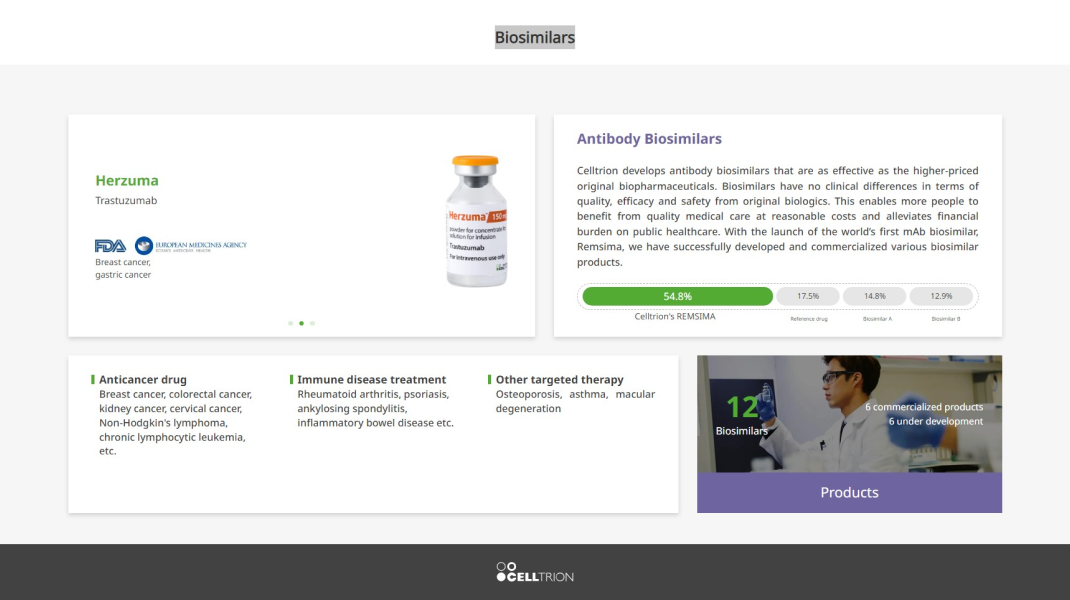 Biosimilars
Herzuma
Trastuzumab
FDA
EUROPEAN MEDICINES AGENCY
SCIENCE MEDICINES HEALTH
Breast cancer,
gastric cancer
Herzuma® 150 m
powder for concentrate f
solution for infusion
Trastuzumab
For intravenous use only
Antibody Biosimilars
Celltrion develops antibody biosimilars that are as effective as the higher-priced
original biopharmaceuticals. Biosimilars have no clinical differences in terms of
quality, efficacy and safety from original biologics. This enables more people to
benefit from quality medical care at reasonable costs and alleviates financial
burden on public healthcare. With the launch of the world's first mAb biosimilar,
Remsima, we have successfully developed and commercialized various biosimilar
products.
54.8% 17.5% 14.8% 12.9%
Celltrion's REMSIMA Reference drug Biosimilar A Biosimilar B
Anticancer drug
Breast cancer, colorectal cancer,
kidney cancer, cervical cancer,
Non-Hodgkin's lymphoma,
chronic lymphocytic leukemia,
etc.
Immune disease treatment
Rheumatoid arthritis, psoriasis,
ankylosing spondylitis,
inflammatory bowel disease etc.
Other targeted therapy
Osteoporosis, asthma, macular
degeneration
12
Biosimilars
6 commercialized products
6 under development
Products
CELLTRION